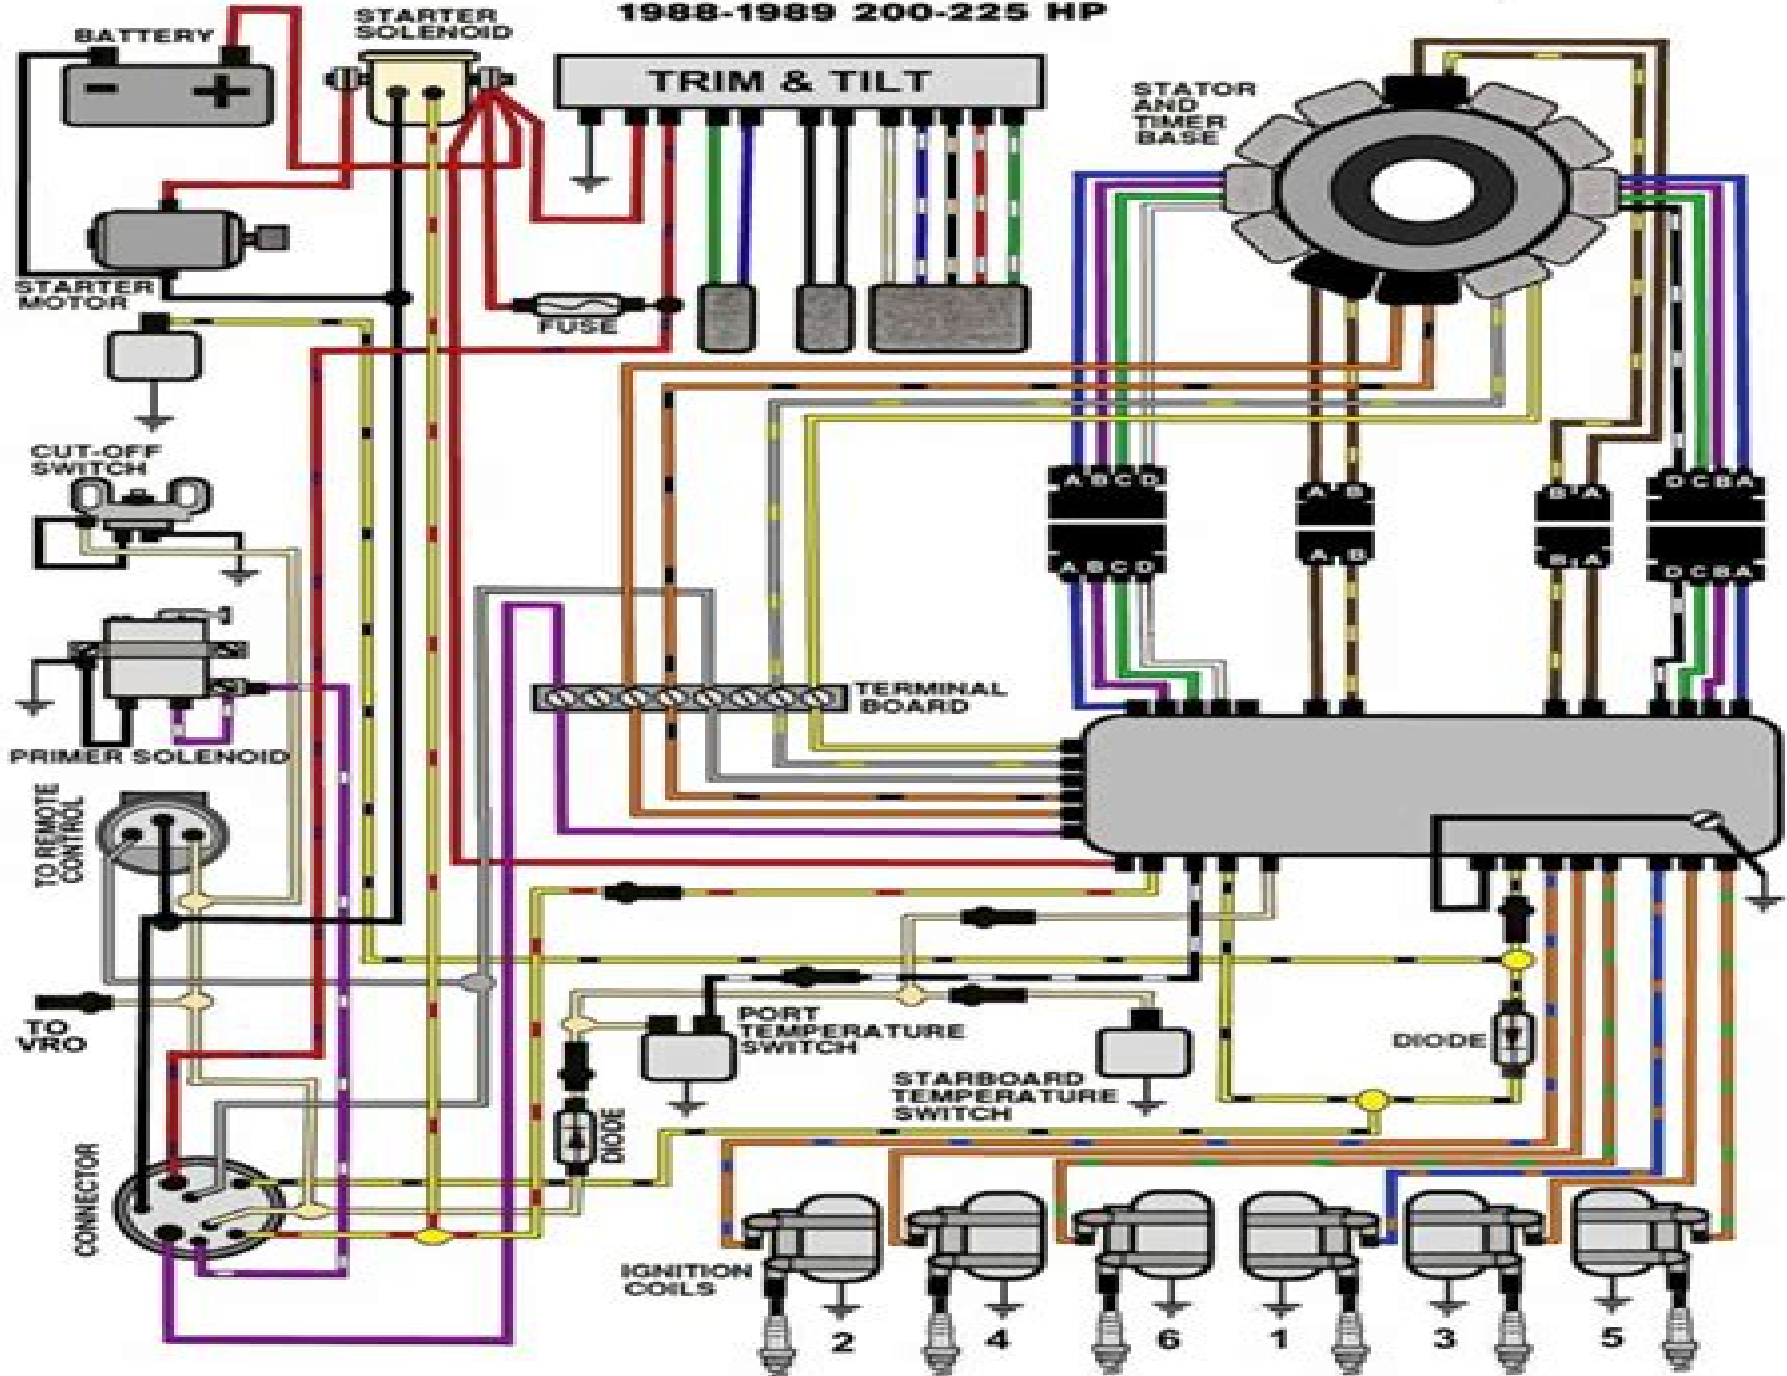 1988-1989 200-225 HP
BATTERY
STARTER
SOLENOID
TRIM & TILT
STATOR
AND
TIMER
BASE
STARTER
MOTOR
FUSE
CUT-OFF
SWITCH
A B C D
A B
B A
D C B A
A B C D
A B
B A
D C B A
PRIMER SOLENOID
TERMINAL
BOARD
TO REMOTE
CONTROL
TO
VRO
PORT
TEMPERATURE
SWITCH
DIODE
STARBOARD
TEMPERATURE
SWITCH
DIODE
CONNECTOR
IGNITION
COILS
2
4
6
1
3
5